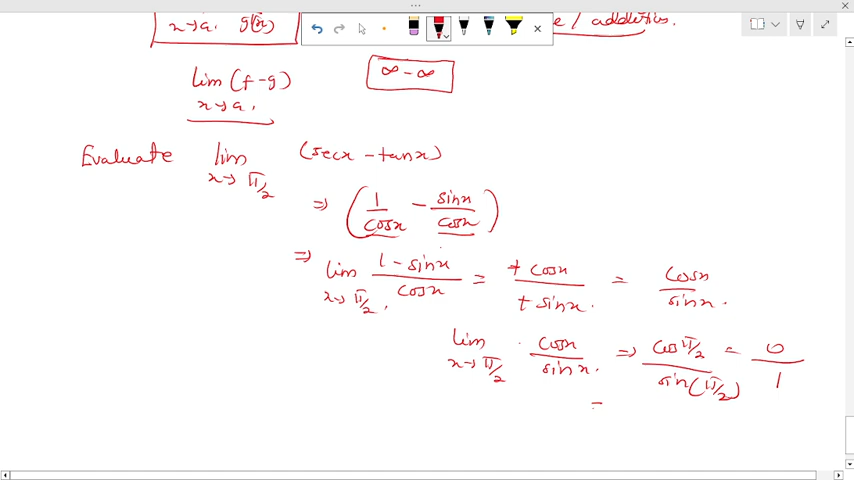 x→a. g(x) / additics.
lim (f-g) ∞-∞
x→a.
Evaluate lim (secx - tanx)
x→π/2
⇒ (1/cosx - sinx/cosx)
⇒ lim x→π/2, (1 - sinx)/cosx = +cosx/+sinx. = cosx/sinx.
lim x→π/2 . cosx/sinx. ⇒ cosπ/2 / sin(π/2) = 0/1
=